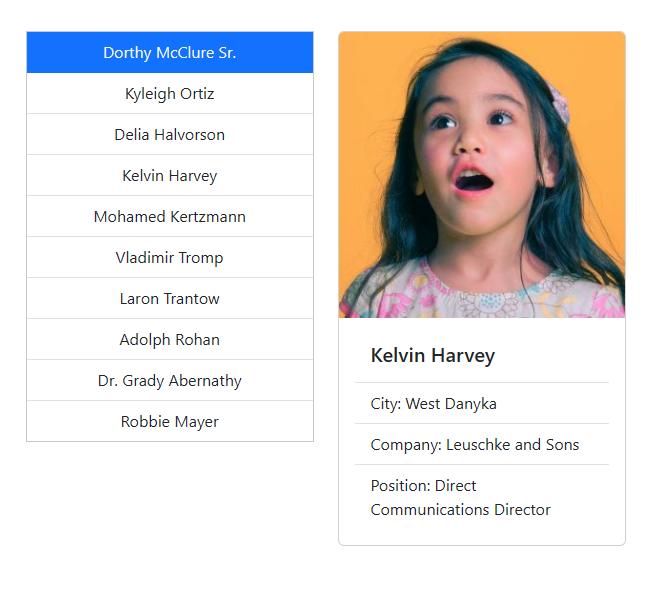 Dorthy McClure Sr.
Kyleigh Ortiz
Delia Halvorson
Kelvin Harvey
Mohamed Kertzmann
Vladimir Tromp
Laron Trantow
Adolph Rohan
Dr. Grady Abernathy
Robbie Mayer
Kelvin Harvey
City: West Danyka
Company: Leuschke and Sons
Position: Direct
Communications Director